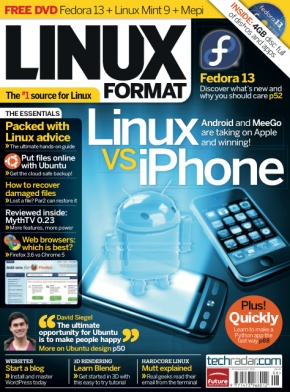 FREE DVD Fedora 13 + Linux Mint 9 + Mepi
INSIDE: 4GB disc full of distros and apps
LINUX
FORMAT
The #1 source for Linux
Fedora 13
Discover what's new and
why you should care p52
THE ESSENTIALS
Packed with
Linux advice
The ultimate hands-on guide
Put files online
with Ubuntu
Get the cloud-safe backup!
How to recover
damaged files
Lost a file? Par2 can restore it
Reviewed inside:
MythTV 0.23
More features, more power
Web browsers:
which is best?
Firefox 3.6 vs Chrome 5
Linux
vs iPhone
Android and MeeGo
are taking on Apple
and winning!
David Siegel
The ultimate
opportunity for Ubuntu
is to make people happy
More on Ubuntu design p50
Plus!
Quickly
Learn to make a
Python app the
fast way
WEBSITES
Start a blog
Install and master
WordPress today
3D RENDERING
Learn Blender
Get started in 3D with
this easy to try tutorial
HARDCORE LINUX
Mutt explained
Real geeks read their
email from the terminal
techradar.com
Future